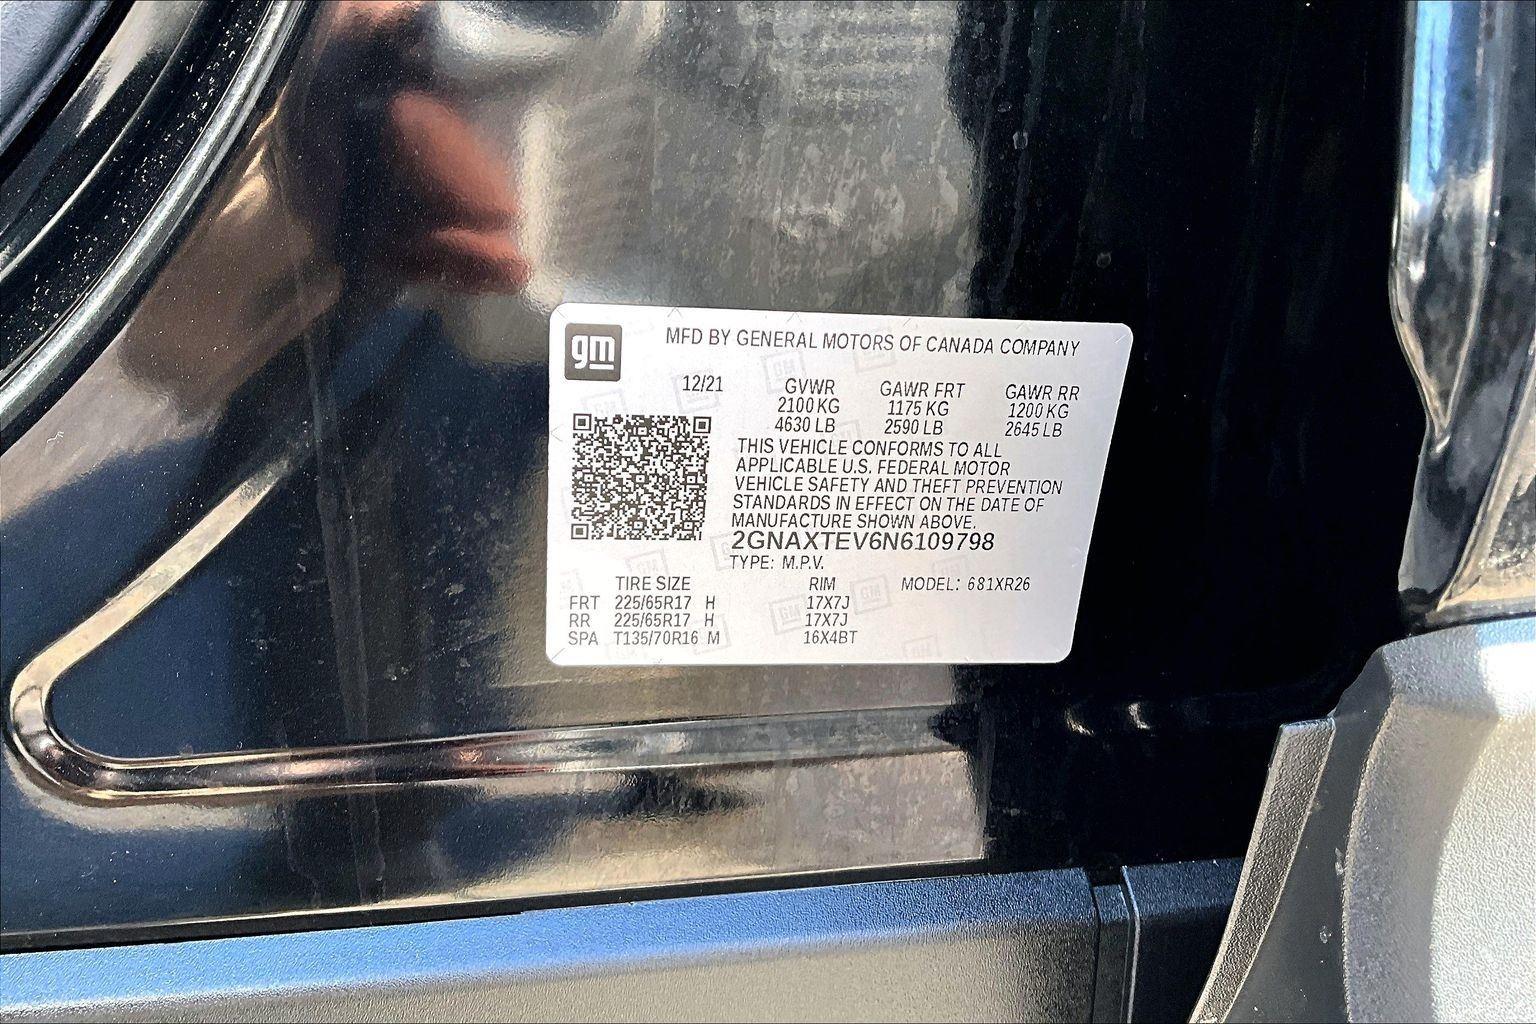 gm
MFD BY GENERAL MOTORS OF CANADA COMPANY
12/21 GVWR GAWR FRT GAWR RR
2100 KG 1175 KG 1200 KG
4630 LB 2590 LB 2645 LB
THIS VEHICLE CONFORMS TO ALL
APPLICABLE U.S. FEDERAL MOTOR
VEHICLE SAFETY AND THEFT PREVENTION
STANDARDS IN EFFECT ON THE DATE OF
MANUFACTURE SHOWN ABOVE.
2GNAXTEV6N6109798
TYPE: M.P.V.
TIRE SIZE RIM MODEL: 681XR26
FRT 225/65R17 H 17X7J
RR 225/65R17 H 17X7J
SPA T135/70R16 M 16X4BT